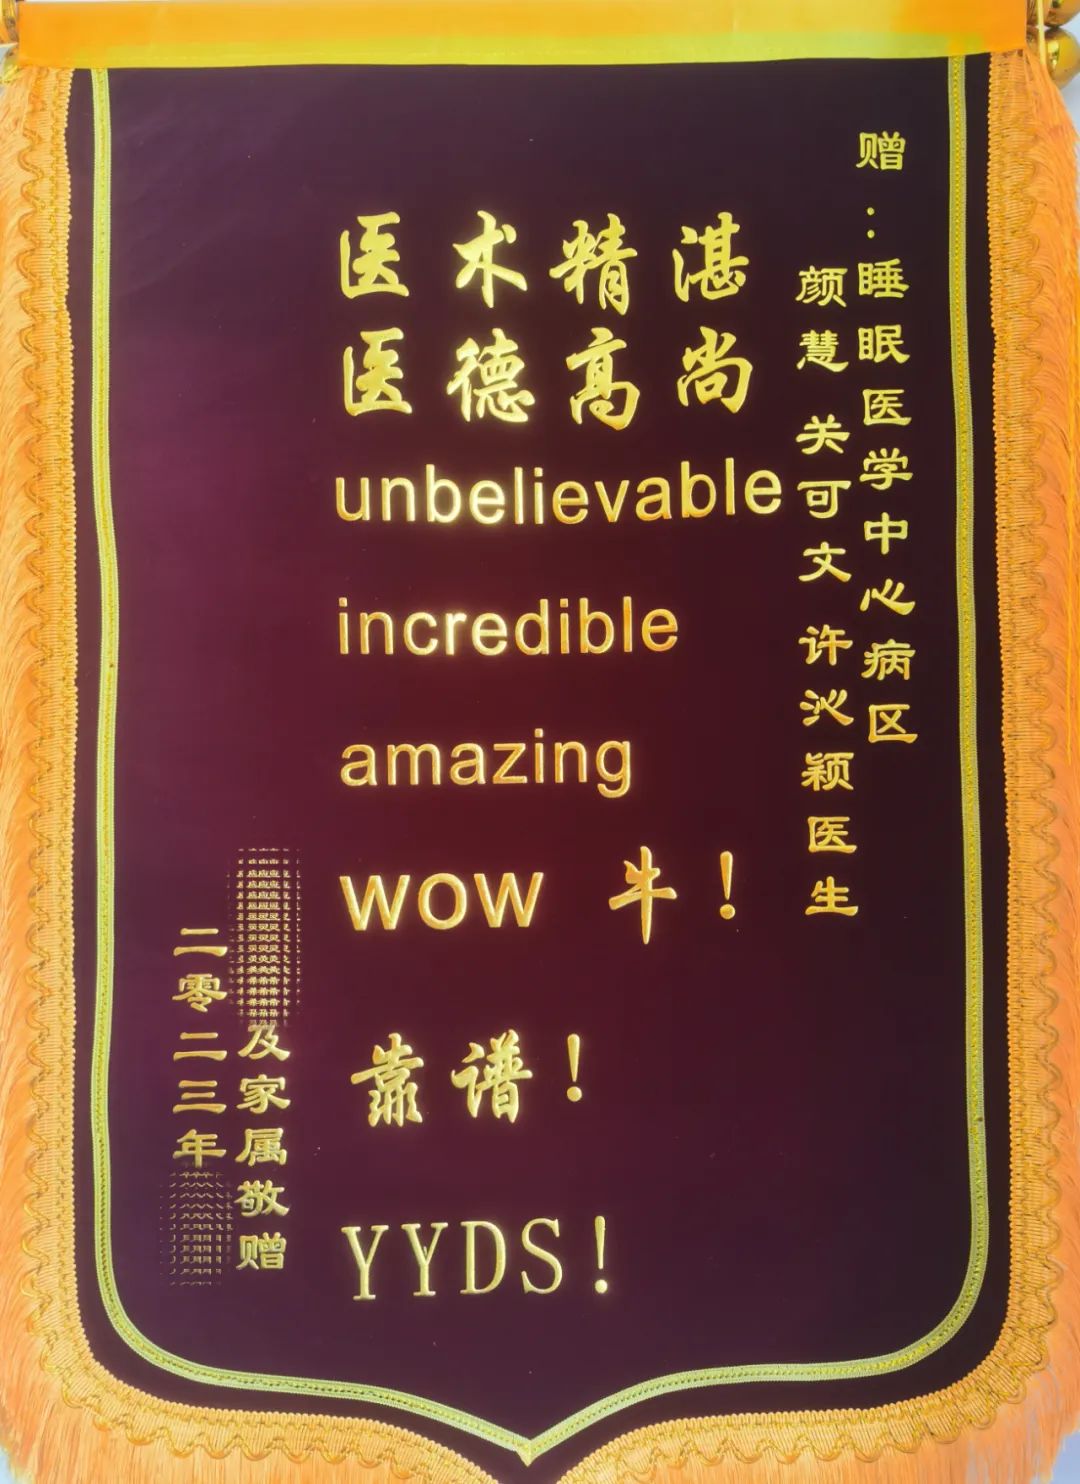 赠：睡眠医学中心病区
颜慧 关可文 许沁颖医生
医术精湛
医德高尚
unbelievable
incredible
amazing
wow 牛！
靠谱！
YYDS！
及家属敬赠
二零二三年